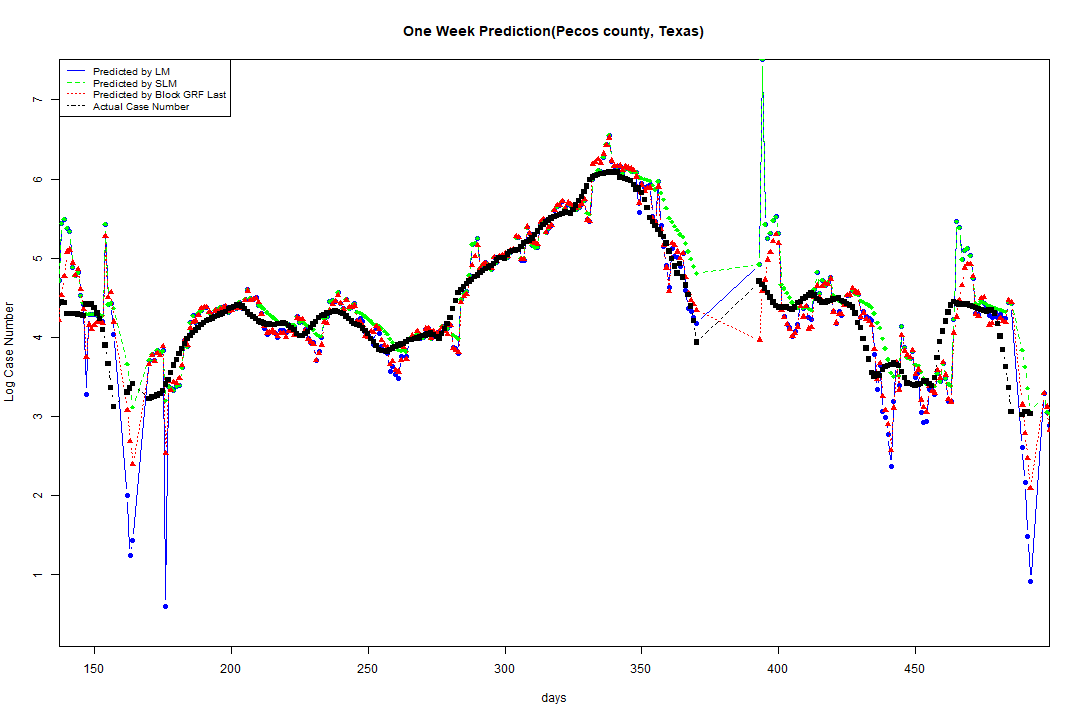 One Week Prediction(Pecos county, Texas)
Predicted by LM
Predicted by SLM
Predicted by Block GRF Last
Actual Case Number
7
6
5
4
3
2
1
Log Case Number
150 200 250 300 350 400 450
days